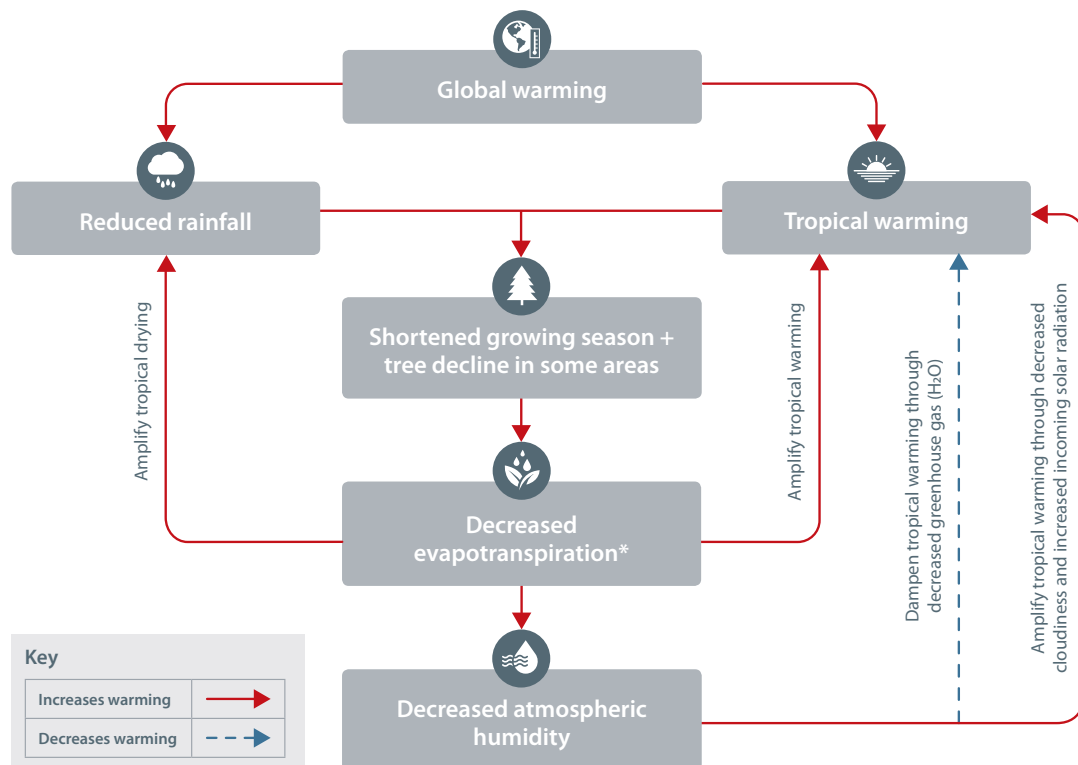 Global warming
Reduced rainfall
Tropical warming
Shortened growing season +
tree decline in some areas
Amplify tropical drying
Amplify tropical warming
Dampen tropical warming through
decreased greenhouse gas (H₂O)
Amplify tropical warming through decreased
cloudiness and increased incoming solar radiation
Decreased
evapotranspiration*
Decreased atmospheric
humidity
Key
Increases warming
Decreases warming